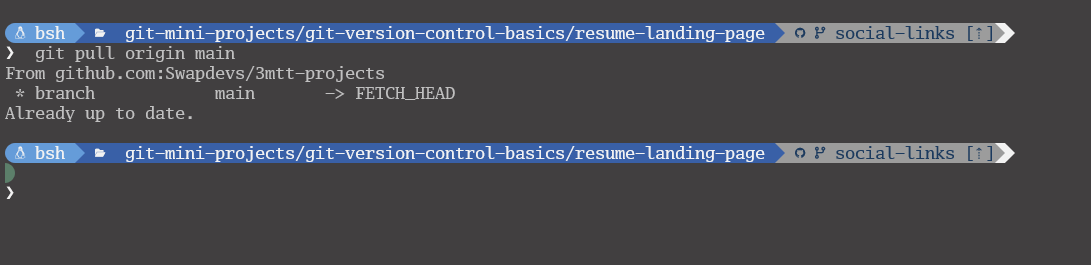 bsh git-mini-projects/git-version-control-basics/resume-landing-page social-links [⇡]
❯ git pull origin main
From github.com:Swapdevs/3mtt-projects
 * branch            main       -> FETCH_HEAD
Already up to date.
bsh git-mini-projects/git-version-control-basics/resume-landing-page social-links [⇡]
❯